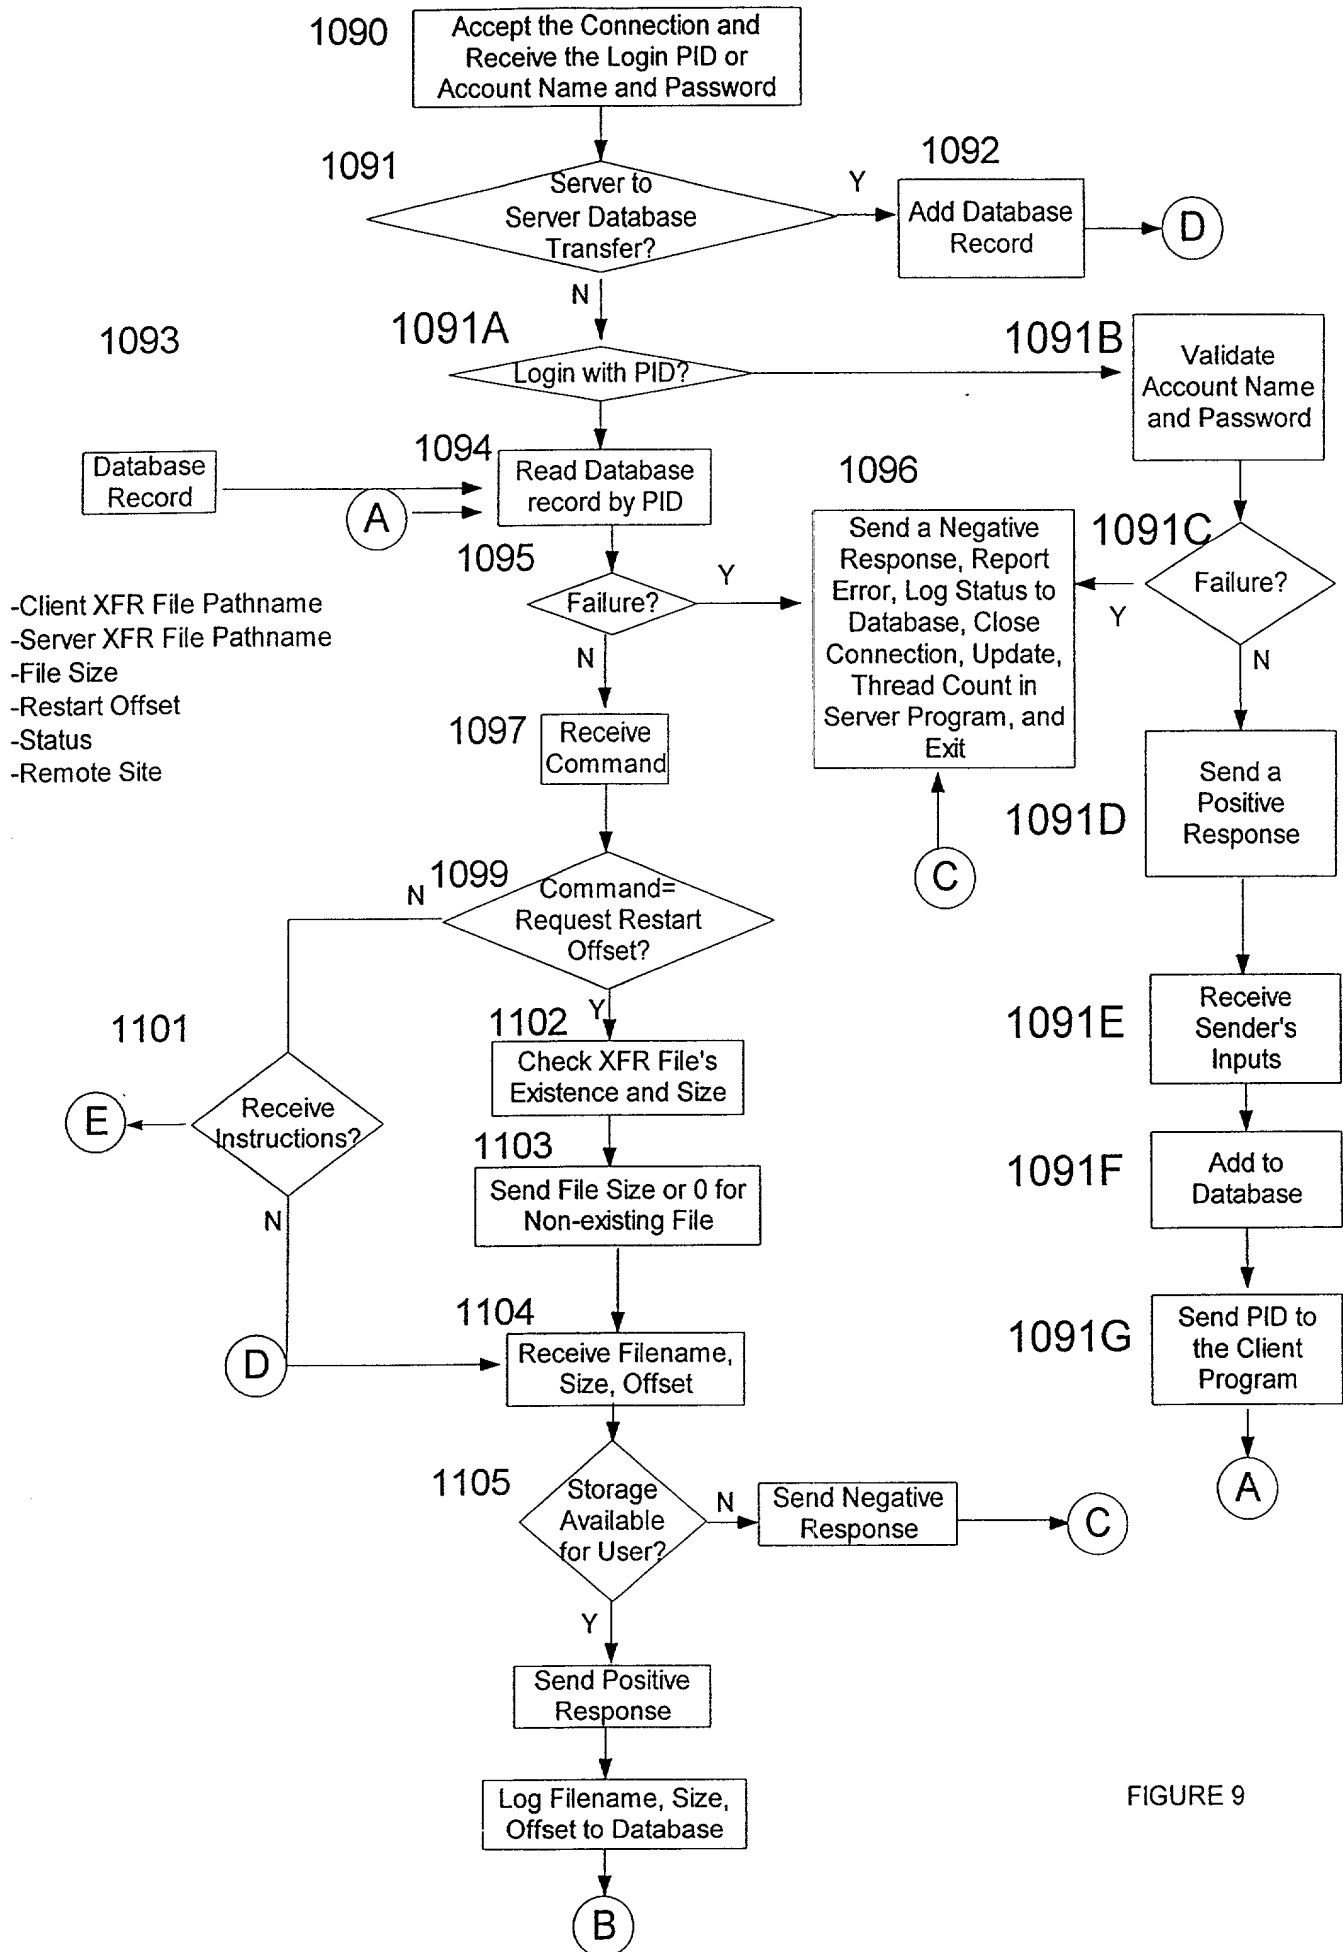 1090
Accept the Connection and
Receive the Login PID or
Account Name and Password
1091
Server to
Server Database
Transfer?
Y
1092
Add Database
Record
D
N
1093
1091A
Login with PID?
1091B
Validate
Account Name
and Password
Database
Record
A
1094
Read Database
record by PID
1095
Failure?
Y
N
1096
Send a Negative
Response, Report
Error, Log Status to
Database, Close
Connection, Update,
Thread Count in
Server Program, and
Exit
1091C
Failure?
Y
N
-Client XFR File Pathname
-Server XFR File Pathname
-File Size
-Restart Offset
-Status
-Remote Site
1097
Receive
Command
C
1091D
Send a
Positive
Response
1099
Command=
Request Restart
Offset?
N
Y
1091E
Receive
Sender's
Inputs
1101
Receive
Instructions?
E
N
1102
Check XFR File's
Existence and Size
1103
Send File Size or 0 for
Non-existing File
1091F
Add to
Database
1091G
Send PID to
the Client
Program
A
D
1104
Receive Filename,
Size, Offset
1105
Storage
Available
for User?
N
Send Negative
Response
C
Y
Send Positive
Response
Log Filename, Size,
Offset to Database
B
FIGURE 9